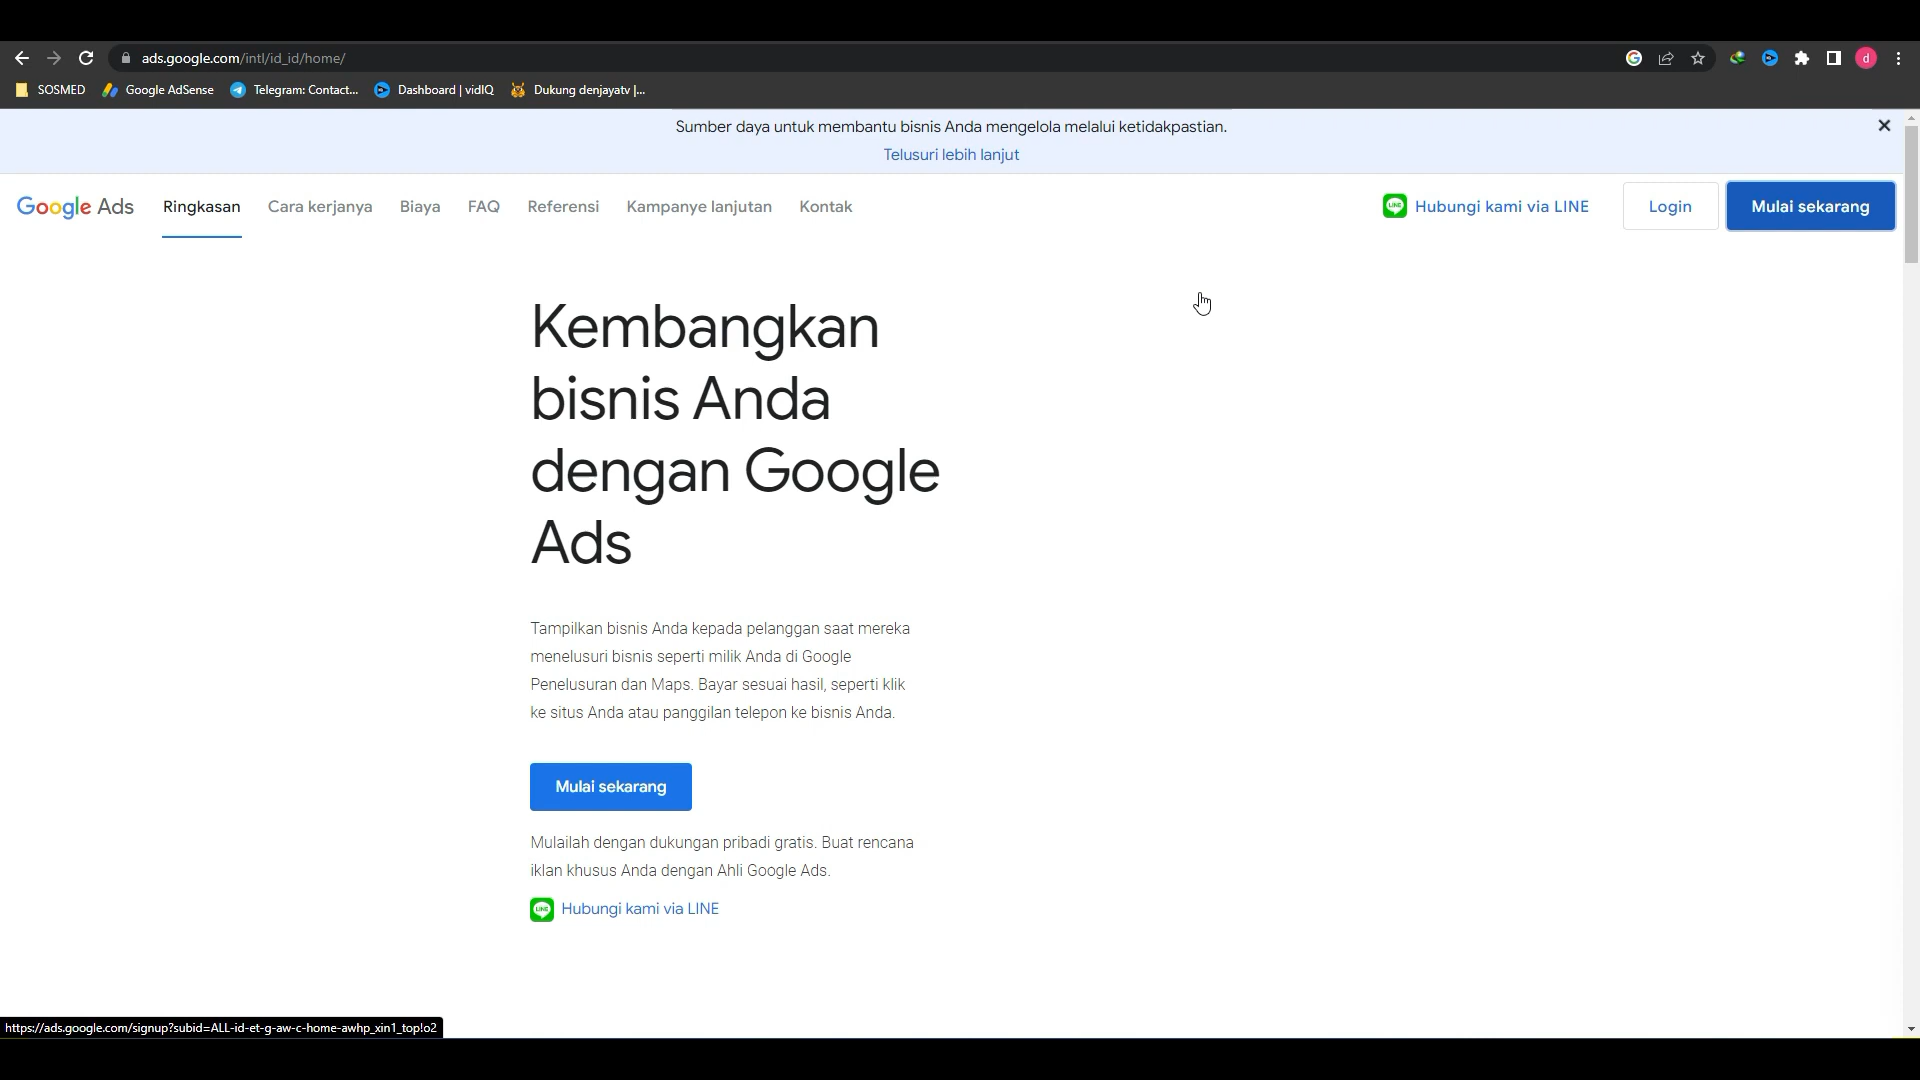 ads.google.com/intl/id_id/home/
d
SOSMED
Google AdSense
Telegram: Contact...
Dashboard | vidIQ
Dukung denjayatv |...
Sumber daya untuk membantu bisnis Anda mengelola melalui ketidakpastian.
Telusuri lebih lanjut
Google Ads
Ringkasan
Cara kerjanya
Biaya
FAQ
Referensi
Kampanye lanjutan
Kontak
LINE
Hubungi kami via LINE
Login
Mulai sekarang
Kembangkan
bisnis Anda
dengan Google
Ads
Tampilkan bisnis Anda kepada pelanggan saat mereka
menelusuri bisnis seperti milik Anda di Google
Penelusuran dan Maps. Bayar sesuai hasil, seperti klik
ke situs Anda atau panggilan telepon ke bisnis Anda.
Mulai sekarang
Mulailah dengan dukungan pribadi gratis. Buat rencana
iklan khusus Anda dengan Ahli Google Ads.
LINE
Hubungi kami via LINE
https://ads.google.com/signup?subid=ALL-id-et-g-aw-c-home-awhp_xin1_top!o2